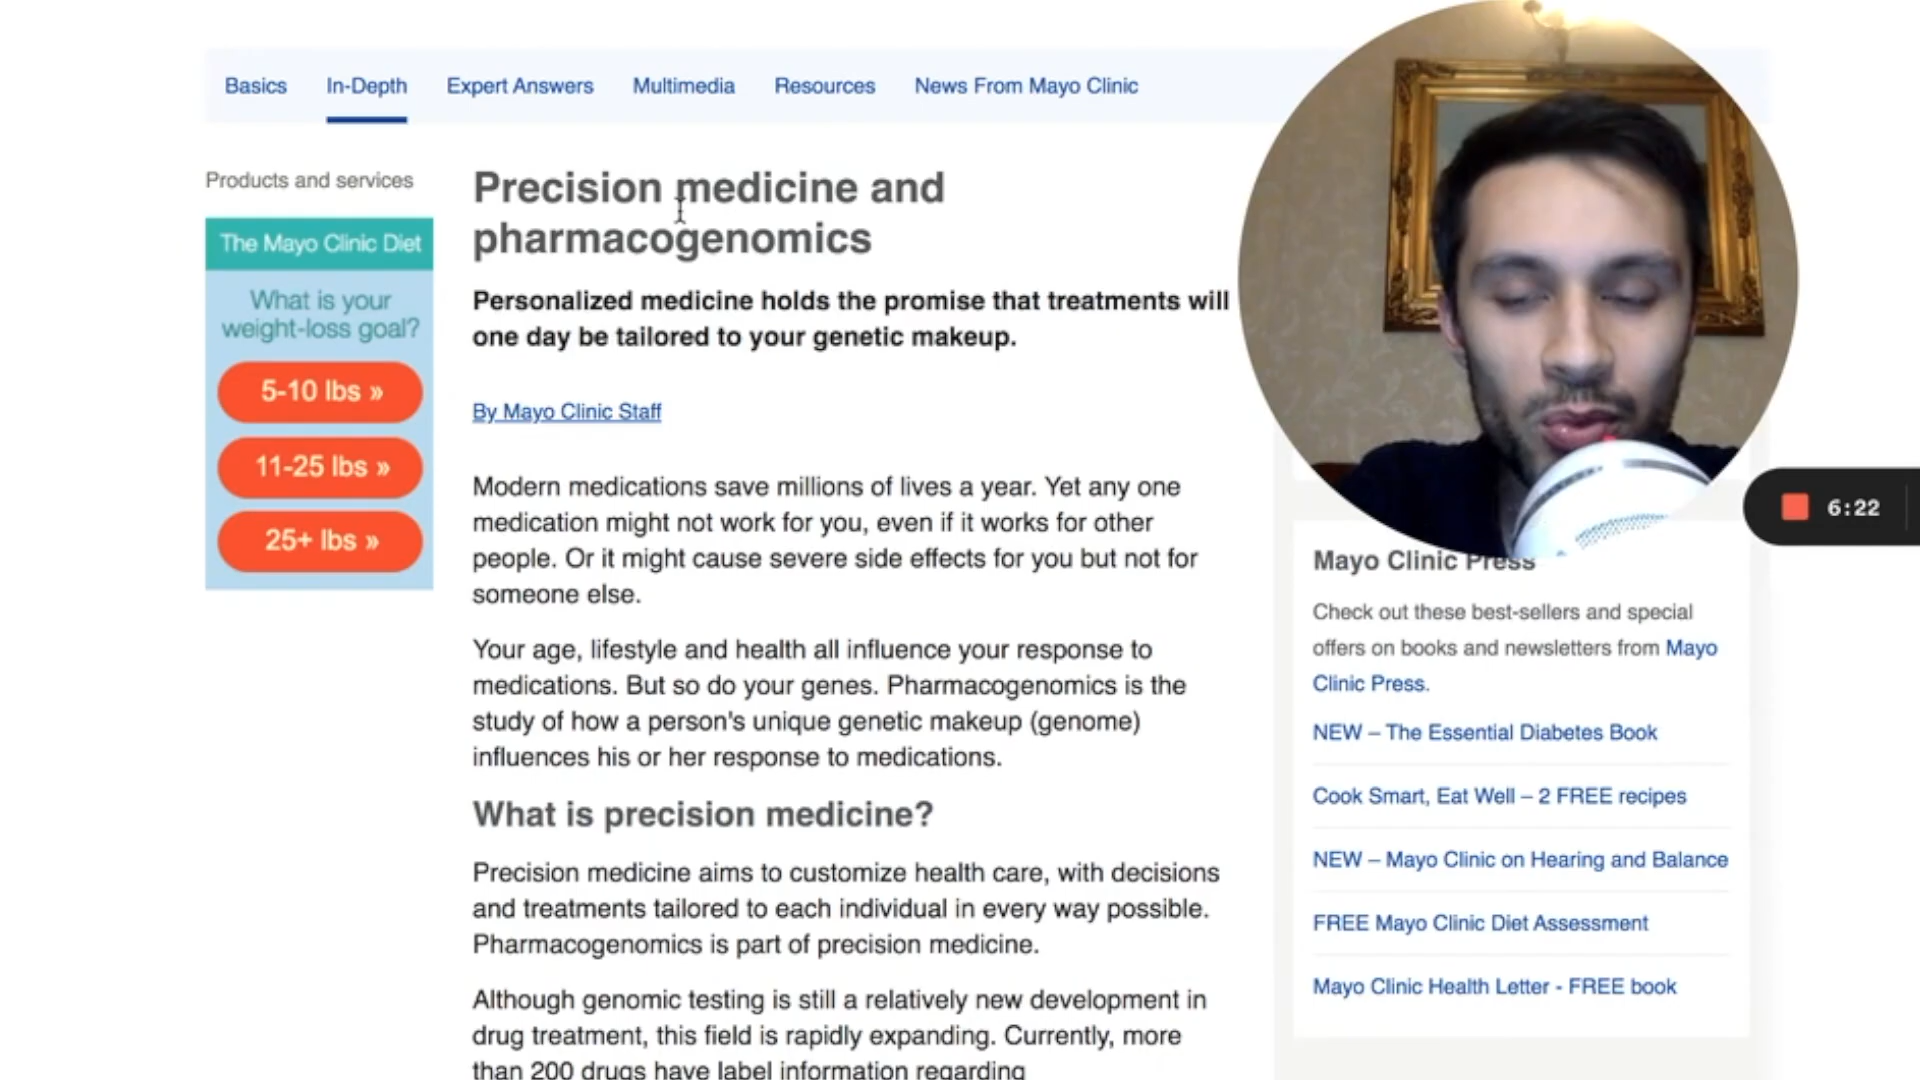 Basics In-Depth Expert Answers Multimedia Resources News From Mayo Clinic
Products and services
The Mayo Clinic Diet
What is your
weight-loss goal?
5-10 lbs »
11-25 lbs »
25+ lbs »
Precision medicine and
pharmacogenomics
Personalized medicine holds the promise that treatments will
one day be tailored to your genetic makeup.
By Mayo Clinic Staff
Modern medications save millions of lives a year. Yet any one
medication might not work for you, even if it works for other
people. Or it might cause severe side effects for you but not for
someone else.
Your age, lifestyle and health all influence your response to
medications. But so do your genes. Pharmacogenomics is the
study of how a person's unique genetic makeup (genome)
influences his or her response to medications.
What is precision medicine?
Precision medicine aims to customize health care, with decisions
and treatments tailored to each individual in every way possible.
Pharmacogenomics is part of precision medicine.
Although genomic testing is still a relatively new development in
drug treatment, this field is rapidly expanding. Currently, more
than 200 drugs have label information regarding
6:22
Mayo Clinic Press
Check out these best-sellers and special
offers on books and newsletters from Mayo
Clinic Press.
NEW – The Essential Diabetes Book
Cook Smart, Eat Well – 2 FREE recipes
NEW – Mayo Clinic on Hearing and Balance
FREE Mayo Clinic Diet Assessment
Mayo Clinic Health Letter - FREE book